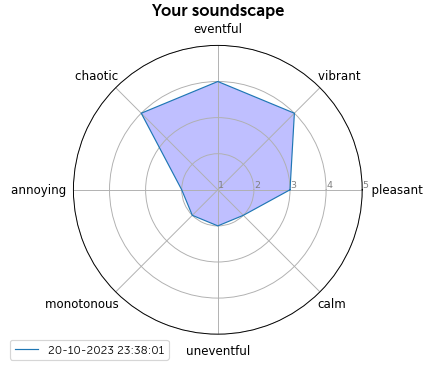 Your soundscape
eventful
chaotic
vibrant
annoying
1
2
3
4
5
pleasant
monotonous
calm
20-10-2023 23:38:01
uneventful